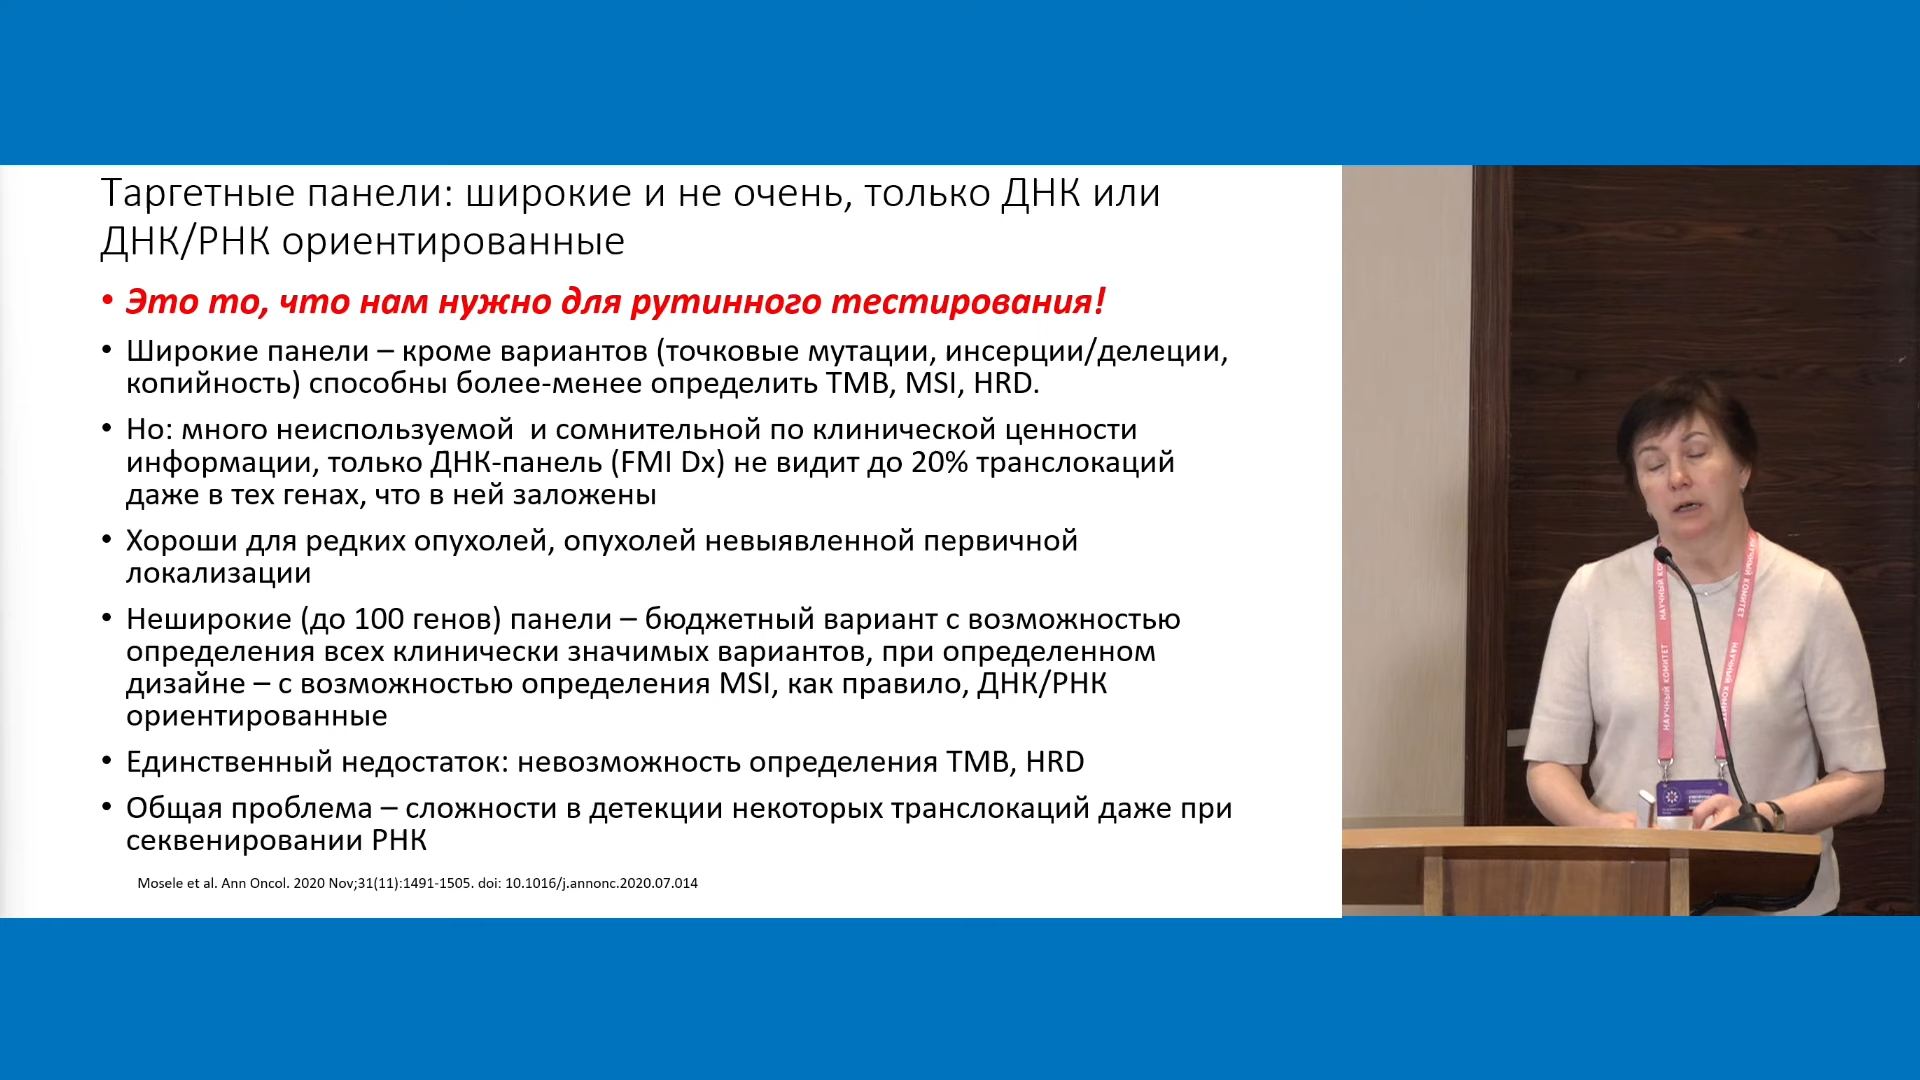 Таргетные панели: широкие и не очень, только ДНК или
ДНК/РНК ориентированные
• Это то, что нам нужно для рутинного тестирования!
• Широкие панели – кроме вариантов (точковые мутации, инсерции/делеции,
копийность) способны более-менее определить TMB, MSI, HRD.
• Но: много неиспользуемой и сомнительной по клинической ценности
информации, только ДНК-панель (FMI Dx) не видит до 20% транслокаций
даже в тех генах, что в ней заложены
• Хороши для редких опухолей, опухолей невыявленной первичной
локализации
• Неширокие (до 100 генов) панели – бюджетный вариант с возможностью
определения всех клинически значимых вариантов, при определенном
дизайне – с возможностью определения MSI, как правило, ДНК/РНК
ориентированные
• Единственный недостаток: невозможность определения TMB, HRD
• Общая проблема – сложности в детекции некоторых транслокаций даже при
секвенировании РНК
Mosele et al. Ann Oncol. 2020 Nov;31(11):1491-1505. doi: 10.1016/j.annonc.2020.07.014
НАУЧНЫЙ КОМИТЕТ